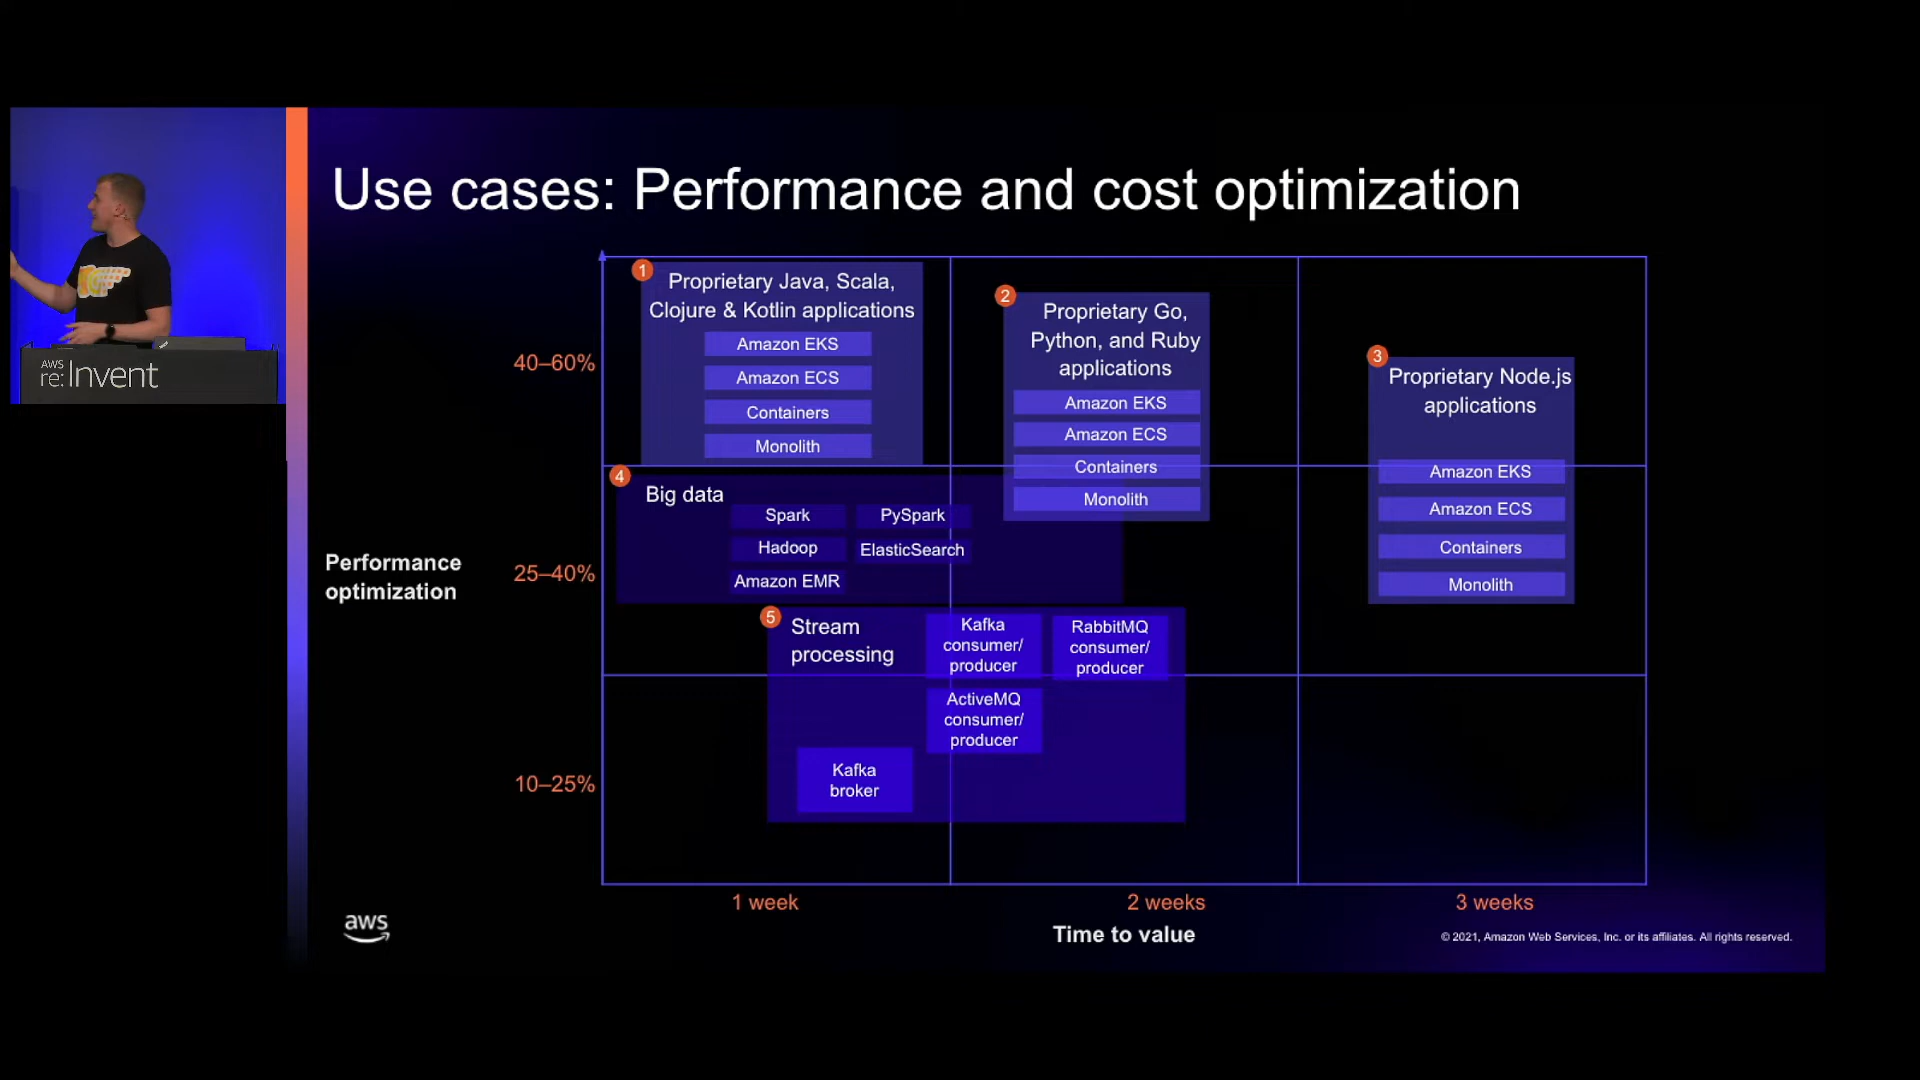 AWS
re:Invent
Use cases: Performance and cost optimization
1
Proprietary Java, Scala,
Clojure & Kotlin applications
Amazon EKS
Amazon ECS
Containers
Monolith
2
Proprietary Go,
Python, and Ruby
applications
Amazon EKS
Amazon ECS
Containers
Monolith
3
Proprietary Node.js
applications
Amazon EKS
Amazon ECS
Containers
Monolith
4
Big data
Spark
PySpark
Hadoop
ElasticSearch
Amazon EMR
5
Stream
processing
Kafka
consumer/
producer
RabbitMQ
consumer/
producer
ActiveMQ
consumer/
producer
Kafka
broker
Performance
optimization
40–60%
25–40%
10–25%
1 week
2 weeks
3 weeks
Time to value
aws
© 2021, Amazon Web Services, Inc. or its affiliates. All rights reserved.